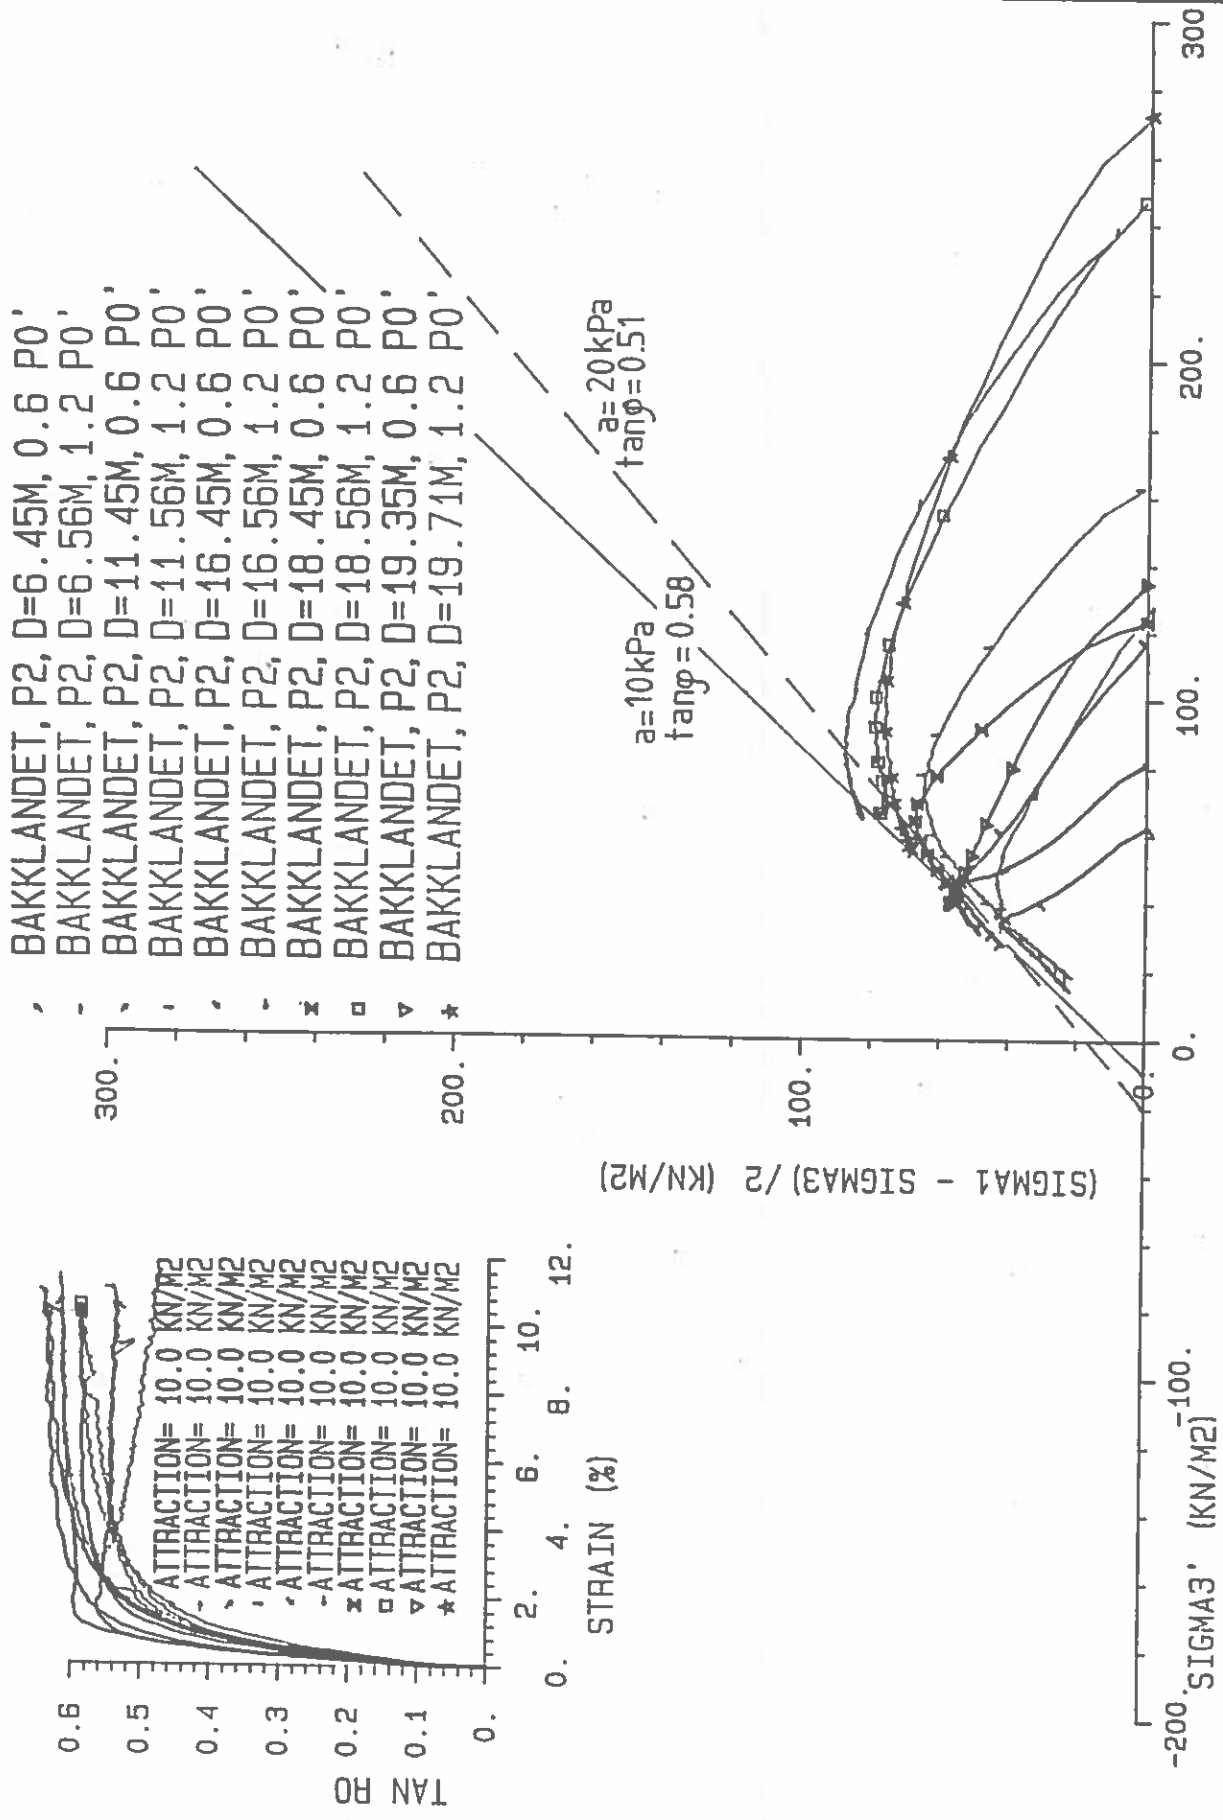 BAKKLANDET, P2, D=6.45M, 0.6 P0'
BAKKLANDET, P2, D=6.56M, 1.2 P0'
BAKKLANDET, P2, D=11.45M, 0.6 P0'
BAKKLANDET, P2, D=11.56M, 1.2 P0'
BAKKLANDET, P2, D=16.45M, 0.6 P0'
BAKKLANDET, P2, D=16.56M, 1.2 P0'
BAKKLANDET, P2, D=18.45M, 0.6 P0'
BAKKLANDET, P2, D=18.56M, 1.2 P0'
BAKKLANDET, P2, D=19.35M, 0.6 P0'
BAKKLANDET, P2, D=19.71M, 1.2 P0'
TAN RO
0.6
0.5
0.4
0.3
0.2
0.1
0.
0. 2. 4. 6. 8. 10. 12.
STRAIN (%)
ATTRACTION= 10.0 KN/M2
ATTRACTION= 10.0 KN/M2
ATTRACTION= 10.0 KN/M2
ATTRACTION= 10.0 KN/M2
ATTRACTION= 10.0 KN/M2
ATTRACTION= 10.0 KN/M2
ATTRACTION= 10.0 KN/M2
ATTRACTION= 10.0 KN/M2
ATTRACTION= 10.0 KN/M2
ATTRACTION= 10.0 KN/M2
300.
200.
100.
0.
(SIGMA1 - SIGMA3)/2 (KN/M2)
a=20kPa
tanφ=0.51
a=10kPa
tanφ=0.58
-200. -100. 0. 100. 200. 300
SIGMA3' (KN/M2)